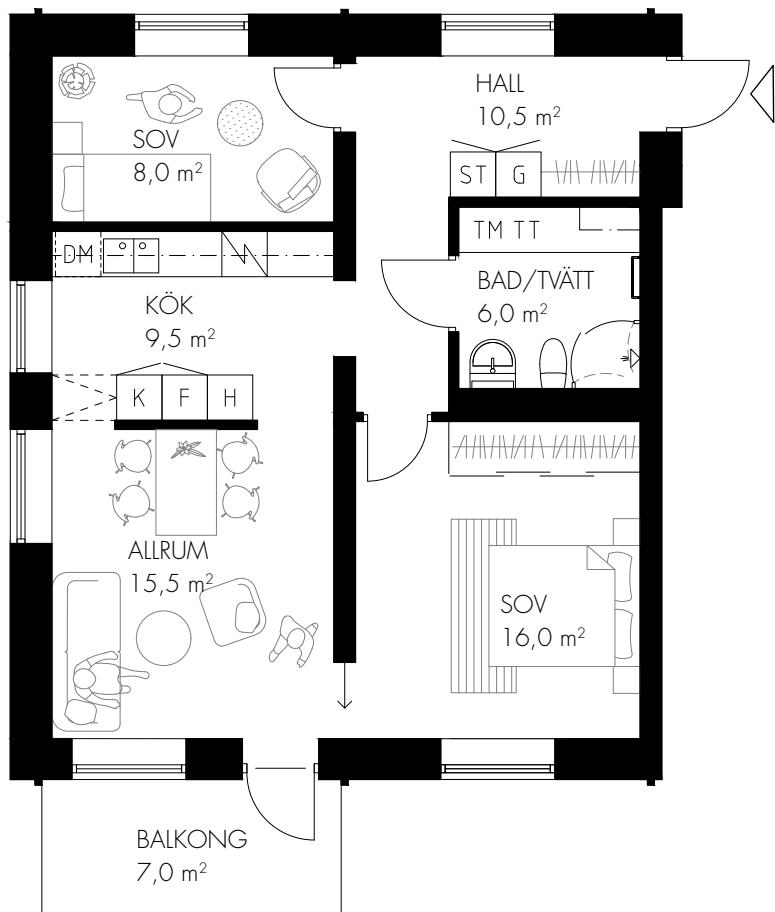 HALL
10,5 m²
SOV
8,0 m²
ST G
TM TT
DM
BAD/TVÄTT
6,0 m²
KÖK
9,5 m²
K F H
ALLRUM
15,5 m²
SOV
16,0 m²
BALKONG
7,0 m²